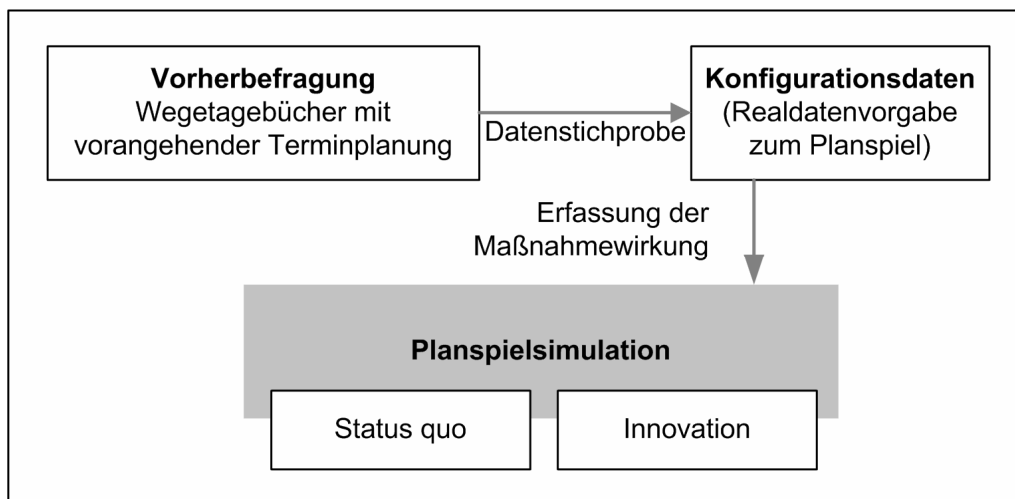 Vorherbefragung
Wegetagebücher mit
vorangehender Terminplanung
Datenstichprobe
Konfigurationsdaten
(Realdatenvorgabe
zum Planspiel)
Erfassung der
Maßnahmewirkung
Planspielsimulation
Status quo
Innovation